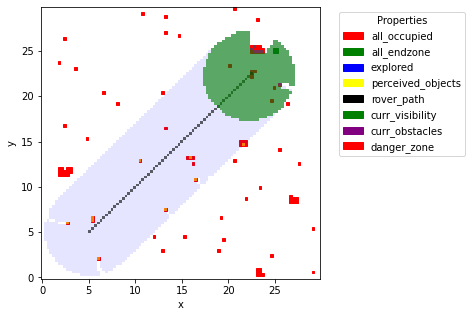 Properties
all_occupied
all_endzone
explored
perceived_objects
rover_path
curr_visibility
curr_obstacles
danger_zone
25
20
15
10
5
0
y
0
5
10
15
20
25
x